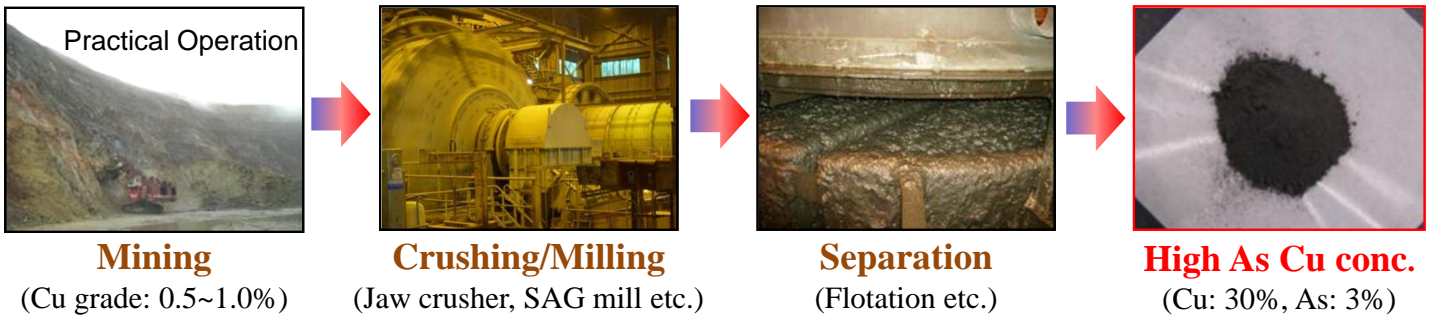 Practical Operation
Mining
(Cu grade: 0.5~1.0%)
Crushing/Milling
(Jaw crusher, SAG mill etc.)
Separation
(Flotation etc.)
High As Cu conc.
(Cu: 30%, As: 3%)